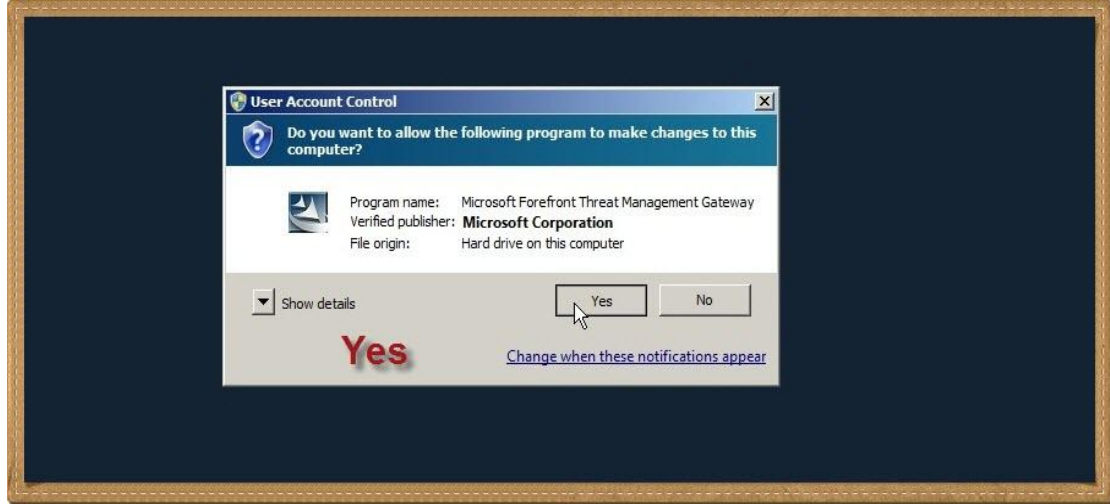 User Account Control
Do you want to allow the following program to make changes to this
computer?
Program name: Microsoft Forefront Threat Management Gateway
Verified publisher: Microsoft Corporation
File origin: Hard drive on this computer
Show details
Yes
No
Yes
Change when these notifications appear